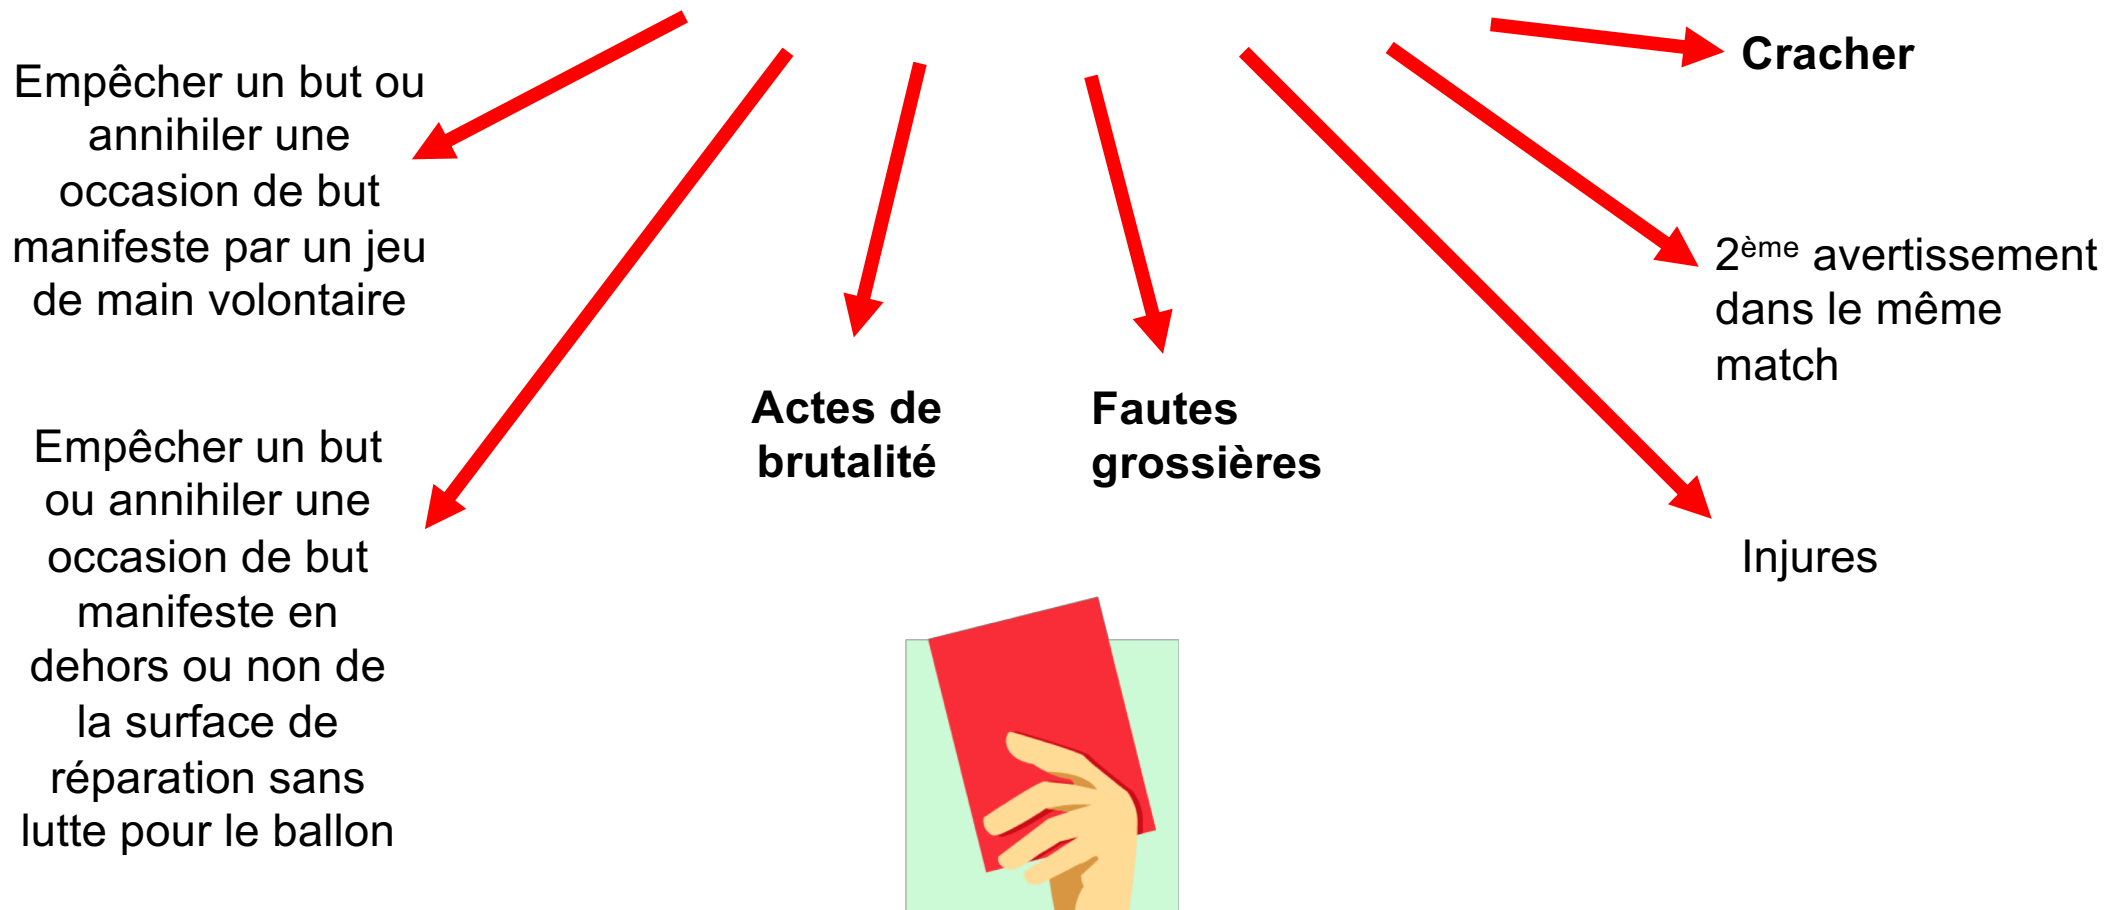 Empêcher un but ou
annihiler une
occasion de but
manifeste par un jeu
de main volontaire
Empêcher un but
ou annihiler une
occasion de but
manifeste en
dehors ou non de
la surface de
réparation sans
lutte pour le ballon
Actes de
brutalité
Fautes
grossières
Cracher
2ème avertissement
dans le même
match
Injures